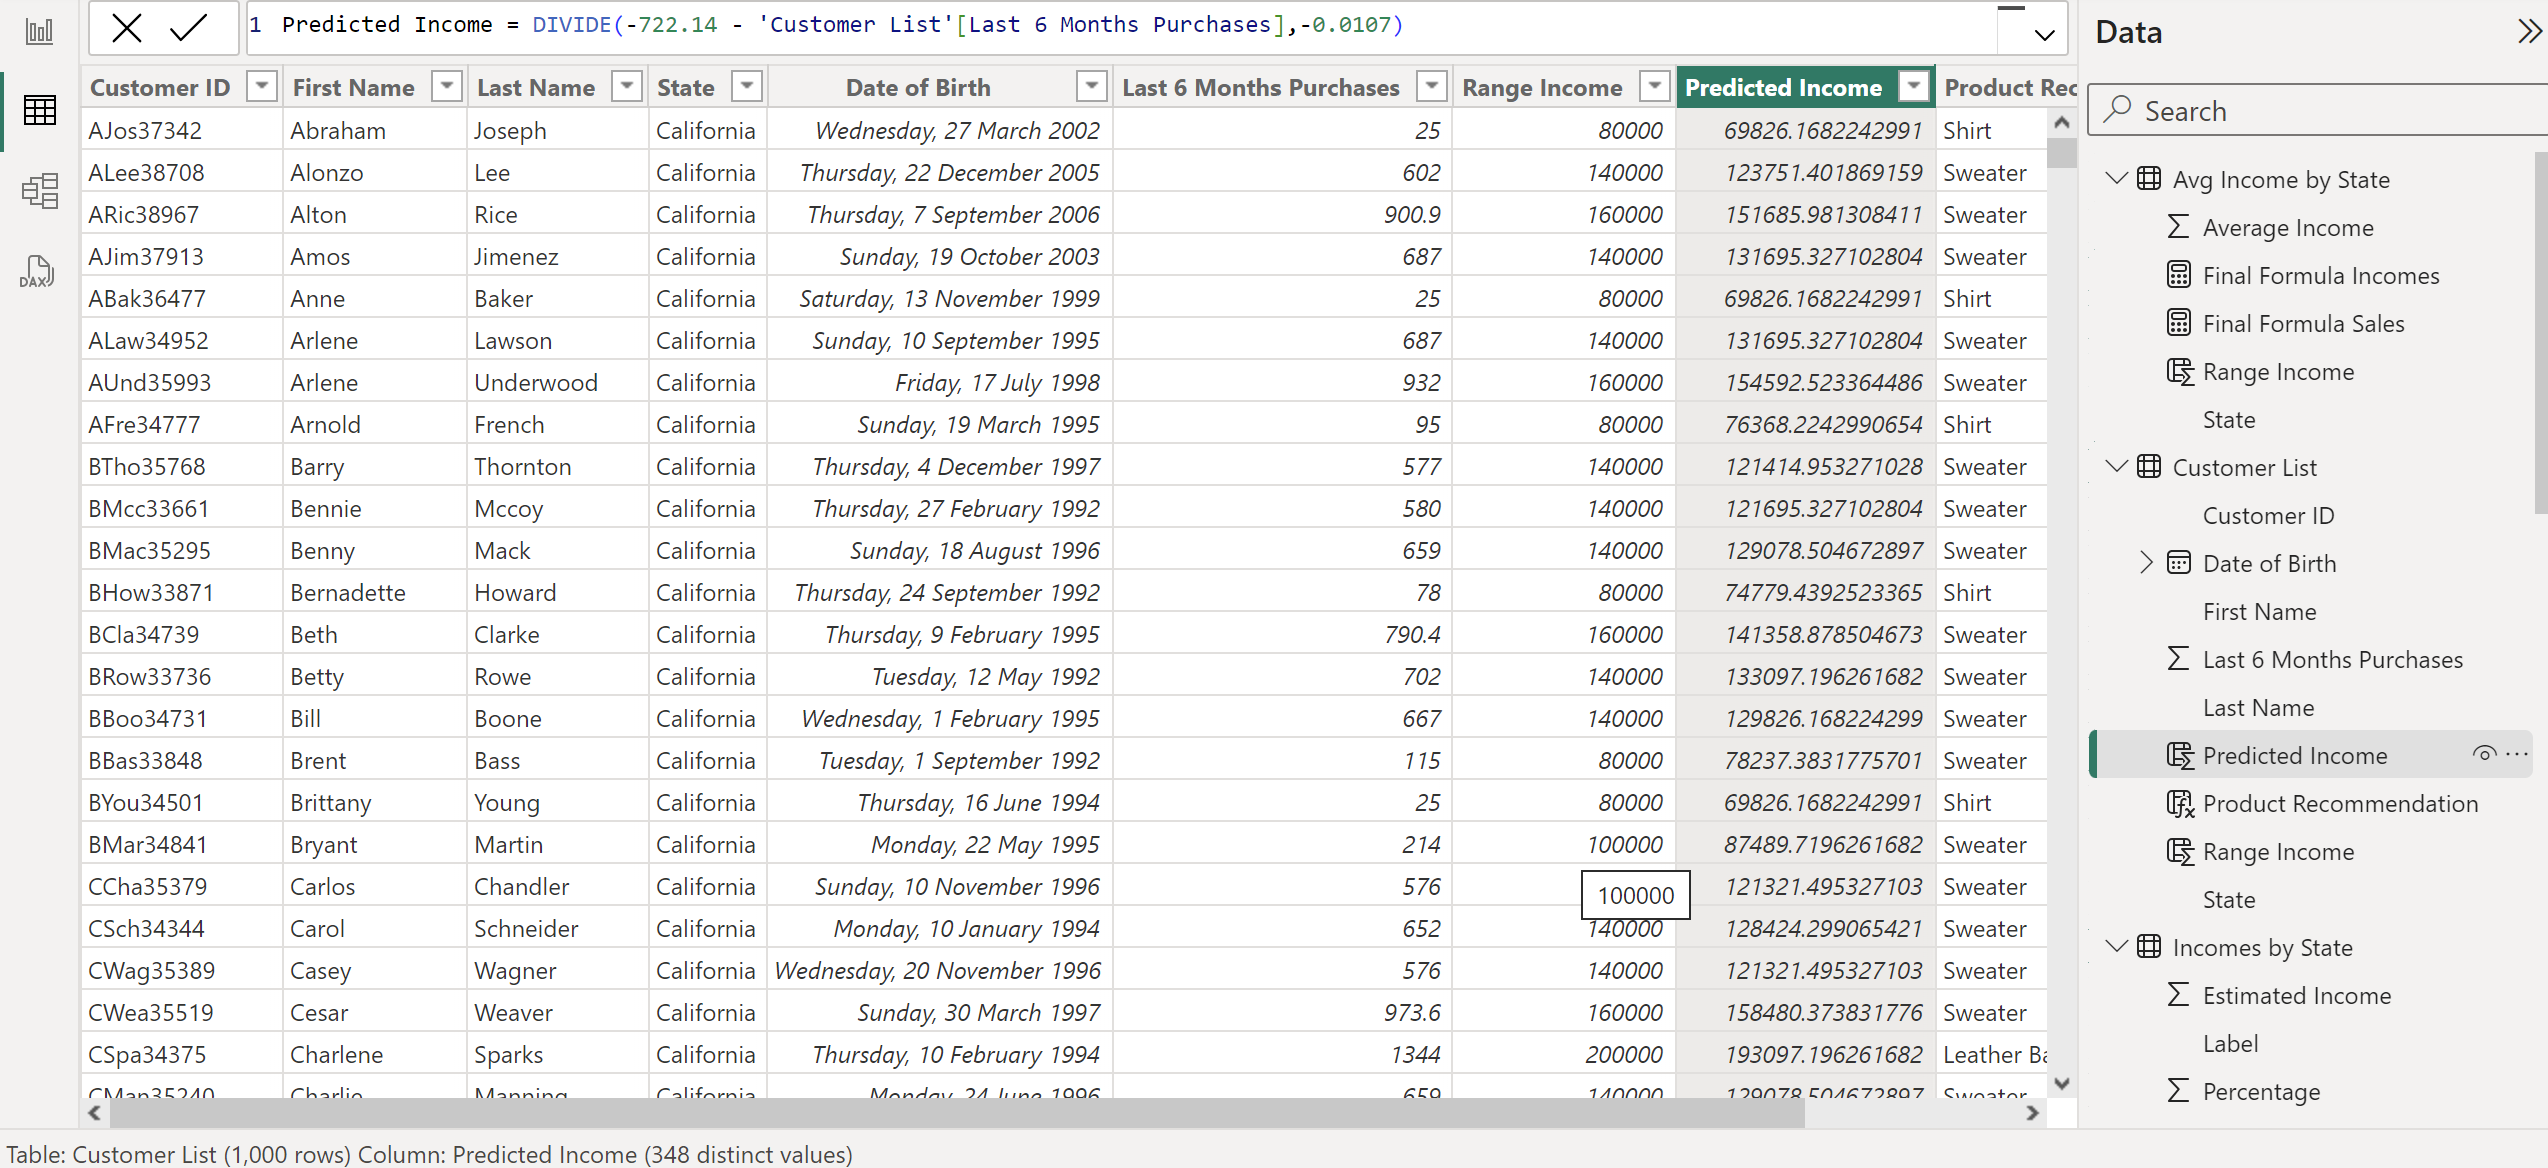 1 Predicted Income = DIVIDE(-722.14 - 'Customer List'[Last 6 Months Purchases],-0.0107)
Customer ID First Name Last Name State Date of Birth Last 6 Months Purchases Range Income Predicted Income Product Rec
AJos37342 Abraham Joseph California Wednesday, 27 March 2002 25 80000 69826.1682242991 Shirt
ALee38708 Alonzo Lee California Thursday, 22 December 2005 602 140000 123751.401869159 Sweater
ARic38967 Alton Rice California Thursday, 7 September 2006 900.9 160000 151685.981308411 Sweater
AJim37913 Amos Jimenez California Sunday, 19 October 2003 687 140000 131695.327102804 Sweater
ABak36477 Anne Baker California Saturday, 13 November 1999 25 80000 69826.1682242991 Shirt
ALaw34952 Arlene Lawson California Sunday, 10 September 1995 687 140000 131695.327102804 Sweater
AUnd35993 Arlene Underwood California Friday, 17 July 1998 932 160000 154592.523364486 Sweater
AFre34777 Arnold French California Sunday, 19 March 1995 95 80000 76368.2242990654 Shirt
BTho35768 Barry Thornton California Thursday, 4 December 1997 577 140000 121414.953271028 Sweater
BMcc33661 Bennie Mccoy California Thursday, 27 February 1992 580 140000 121695.327102804 Sweater
BMac35295 Benny Mack California Sunday, 18 August 1996 659 140000 129078.504672897 Sweater
BHow33871 Bernadette Howard California Thursday, 24 September 1992 78 80000 74779.4392523365 Shirt
BCla34739 Beth Clarke California Thursday, 9 February 1995 790.4 160000 141358.878504673 Sweater
BRow33736 Betty Rowe California Tuesday, 12 May 1992 702 140000 133097.196261682 Sweater
BBoo34731 Bill Boone California Wednesday, 1 February 1995 667 140000 129826.168224299 Sweater
BBas33848 Brent Bass California Tuesday, 1 September 1992 115 80000 78237.3831775701 Sweater
BYou34501 Brittany Young California Thursday, 16 June 1994 25 80000 69826.1682242991 Shirt
BMar34841 Bryant Martin California Monday, 22 May 1995 214 100000 87489.7196261682 Sweater
CCha35379 Carlos Chandler California Sunday, 10 November 1996 576 100000 121321.495327103 Sweater
CSch34344 Carol Schneider California Monday, 10 January 1994 652 140000 128424.299065421 Sweater
CWag35389 Casey Wagner California Wednesday, 20 November 1996 576 140000 121321.495327103 Sweater
CWea35519 Cesar Weaver California Sunday, 30 March 1997 973.6 160000 158480.373831776 Sweater
CSpa34375 Charlene Sparks California Thursday, 10 February 1994 1344 200000 193097.196261682 Leather Ba
CMan35240 Charlie Manning California Monday, 24 June 1996 659 140000 129078.504672897 Sweater
Table: Customer List (1,000 rows) Column: Predicted Income (348 distinct values)
DAX
Data
Search
Avg Income by State
Average Income
Final Formula Incomes
Final Formula Sales
Range Income
State
Customer List
Customer ID
Date of Birth
First Name
Last 6 Months Purchases
Last Name
Predicted Income
Product Recommendation
Range Income
State
Incomes by State
Estimated Income
Label
Percentage